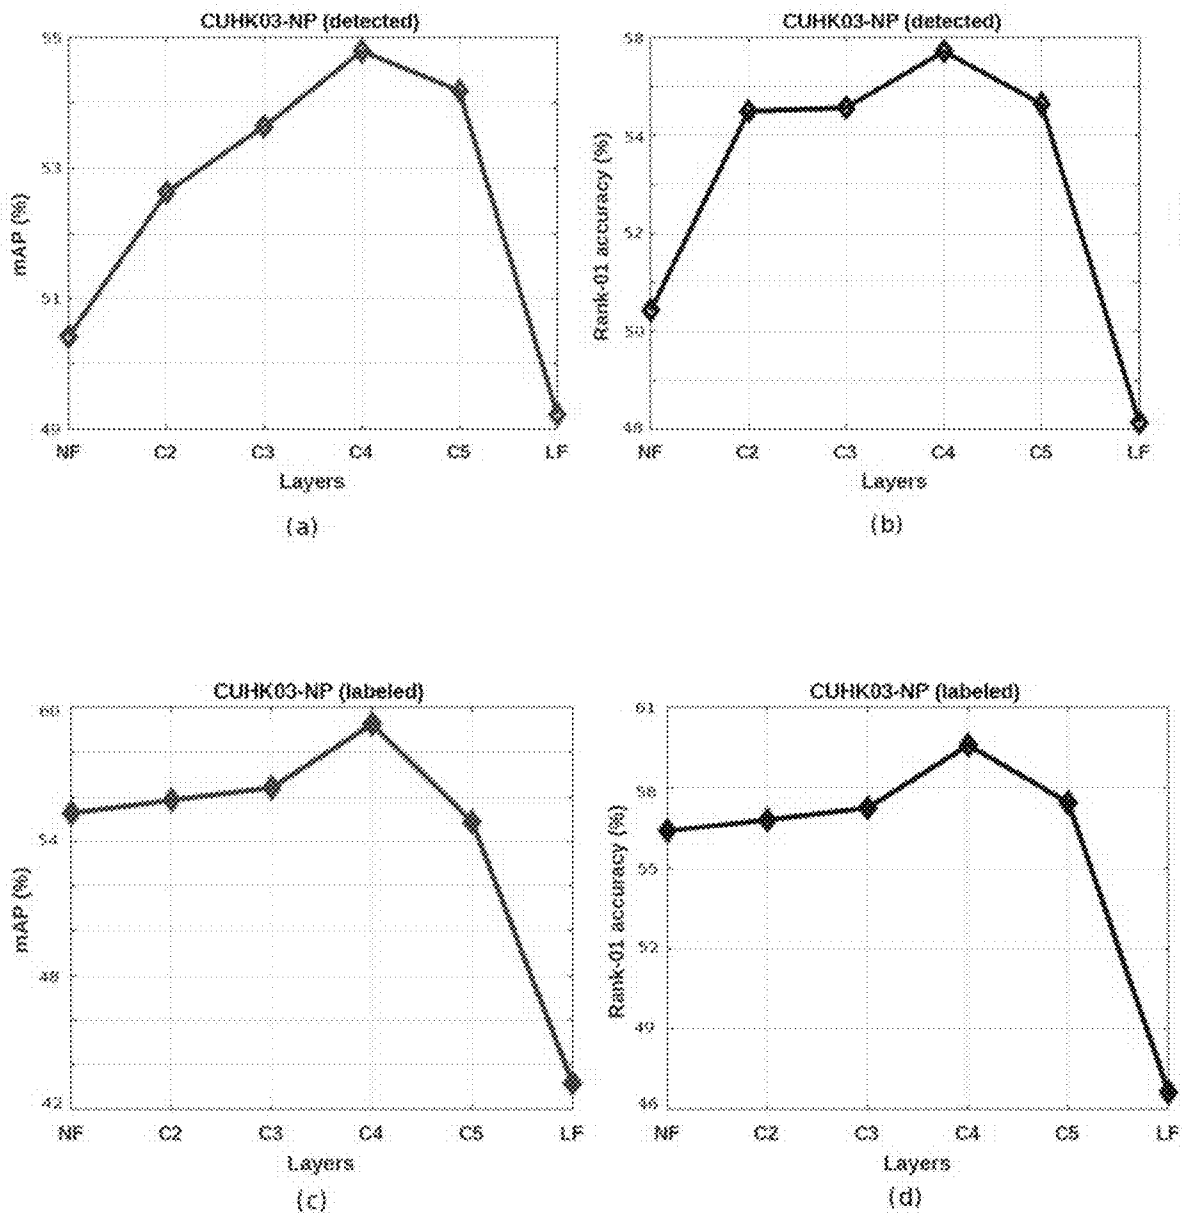 CUHK03-NP (detected)
55
53
51
49
mAP (%)
NF C2 C3 C4 C5 LF
Layers
(a)
CUHK03-NP (detected)
54
52
50
48
Rank-01 accuracy (%)
NF C2 C3 C4 C5 LF
Layers
(b)
CUHK03-NP (labeled)
60
54
48
42
mAP (%)
NF C2 C3 C4 C5 LF
Layers
(c)
CUHK03-NP (labeled)
61
58
55
52
49
46
Rank-01 accuracy (%)
NF C2 C3 C4 C5 LF
Layers
(d)